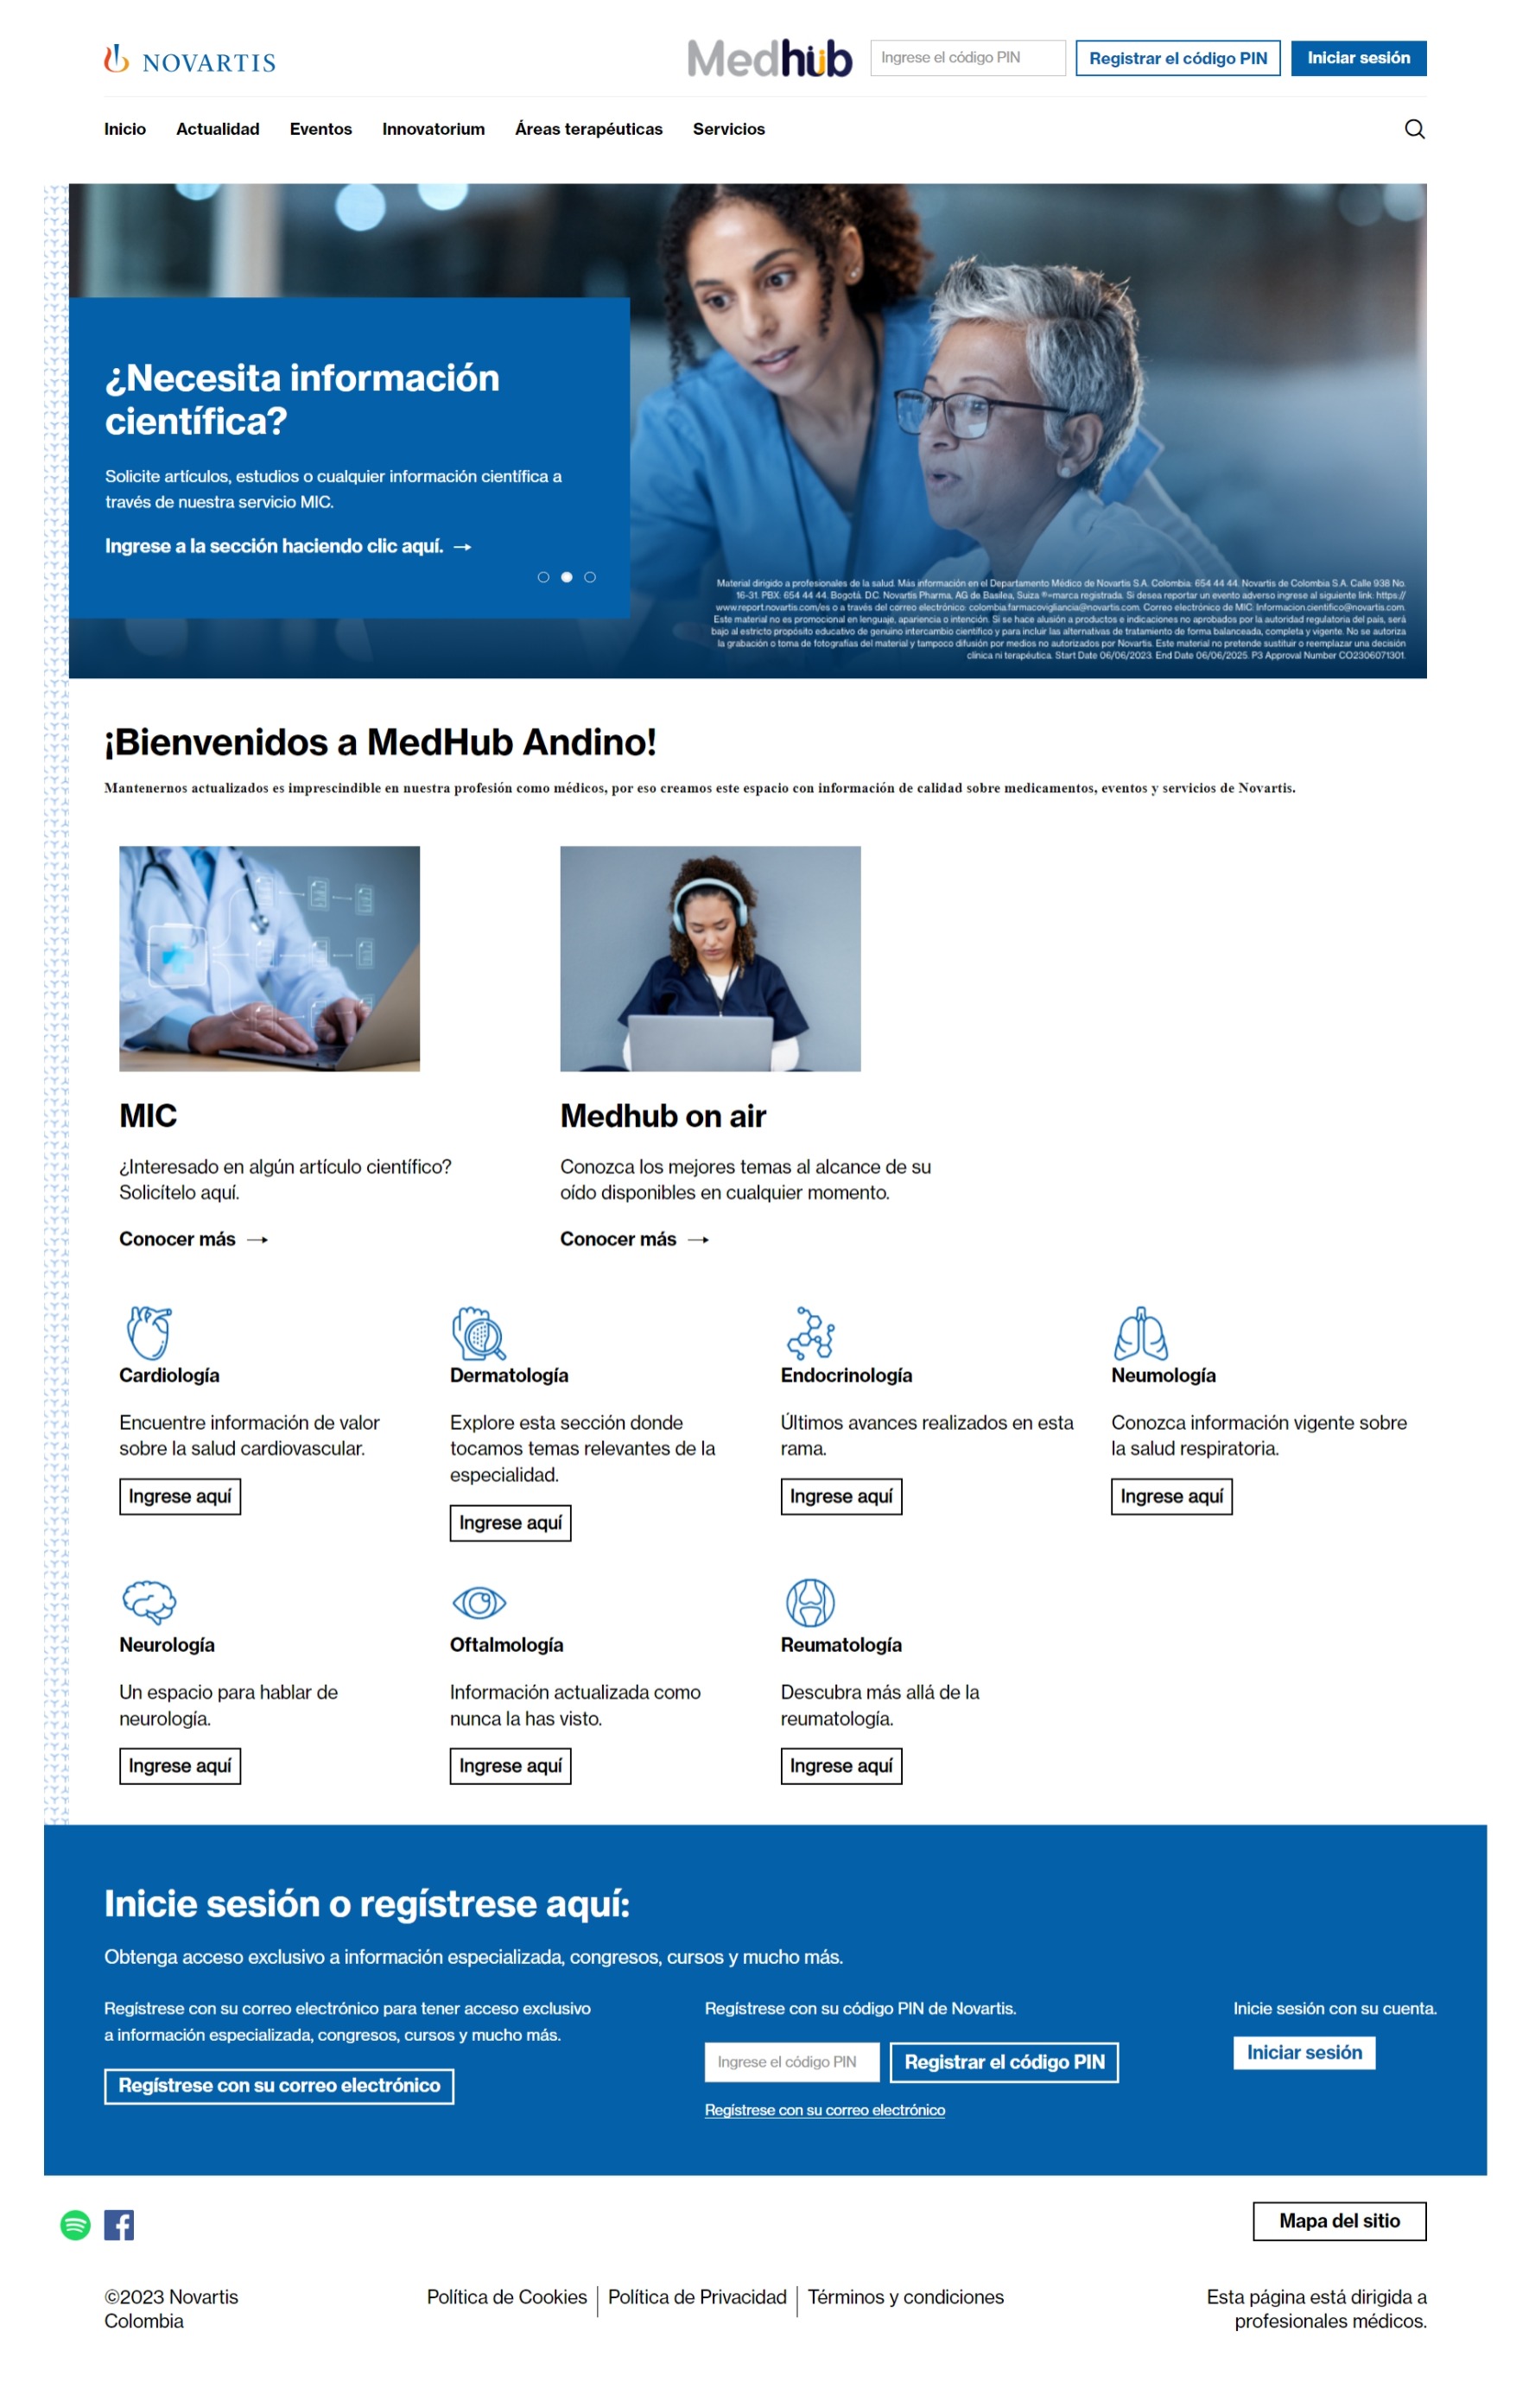 NOVARTIS
Medhub
Ingrese el código PIN
Registrar el código PIN
Iniciar sesión
Inicio
Actualidad
Eventos
Innovatorium
Áreas terapéuticas
Servicios
¿Necesita información
científica?
Solicite artículos, estudios o cualquier información científica a
través de nuestra servicio MIC.
Ingrese a la sección haciendo clic aquí. →
Material dirigido a profesionales de la salud. Más información en el Departamento Médico de Novartis S.A. Colombia: 654 44 44. Novartis de Colombia S.A. Calle 93B No.
16-31. PBX. 654 44 44. Bogotá. D.C. Novartis Pharma, AG de Basilea, Suiza ®=marca registrada. Si desea reportar un evento adverso ingrese al siguiente link: https://
www.report.novartis.com/es o a través del correo electrónico: colombia.farmacovigliancia@novartis.com. Correo electrónico de MIC: Informacion.cientifico@novartis.com.
Este material no es promocional en lenguaje, apariencia o intención. Si se hace alusión a productos e indicaciones no aprobados por la autoridad regulatoria del país, será
bajo al estricto propósito educativo de genuino intercambio científico y para incluir las alternativas de tratamiento de forma balanceada, completa y vigente. No se autoriza
la grabación o toma de fotografías del material y tampoco difusión por medios no autorizados por Novartis. Este material no pretende sustituir o reemplazar una decisión
clínica ni terapéutica. Start Date 06/06/2023. End Date 06/06/2025. P3 Approval Number CO2306071301.
¡Bienvenidos a MedHub Andino!
Mantenernos actualizados es imprescindible en nuestra profesión como médicos, por eso creamos este espacio con información de calidad sobre medicamentos, eventos y servicios de Novartis.
MIC
¿Interesado en algún artículo científico?
Solicítelo aquí.
Conocer más →
Medhub on air
Conozca los mejores temas al alcance de su
oído disponibles en cualquier momento.
Conocer más →
Cardiología
Encuentre información de valor
sobre la salud cardiovascular.
Ingrese aquí
Dermatología
Explore esta sección donde
tocamos temas relevantes de la
especialidad.
Ingrese aquí
Endocrinología
Últimos avances realizados en esta
rama.
Ingrese aquí
Neumología
Conozca información vigente sobre
la salud respiratoria.
Ingrese aquí
Neurología
Un espacio para hablar de
neurología.
Ingrese aquí
Oftalmología
Información actualizada como
nunca la has visto.
Ingrese aquí
Reumatología
Descubra más allá de la
reumatología.
Ingrese aquí
Inicie sesión o regístrese aquí:
Obtenga acceso exclusivo a información especializada, congresos, cursos y mucho más.
Regístrese con su correo electrónico para tener acceso exclusivo
a información especializada, congresos, cursos y mucho más.
Regístrese con su correo electrónico
Regístrese con su código PIN de Novartis.
Ingrese el código PIN
Registrar el código PIN
Regístrese con su correo electrónico
Inicie sesión con su cuenta.
Iniciar sesión
Mapa del sitio
©2023 Novartis
Colombia
Política de Cookies
Política de Privacidad
Términos y condiciones
Esta página está dirigida a
profesionales médicos.